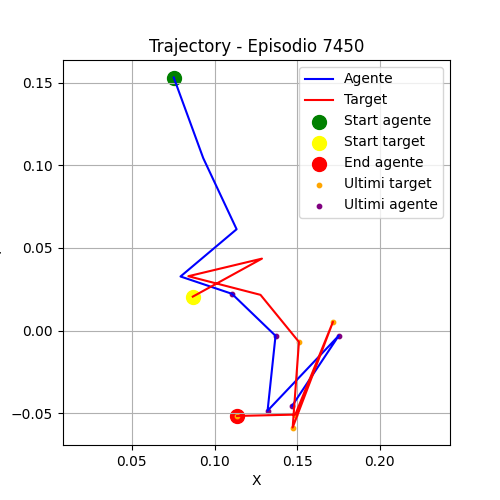 Trajectory - Episodio 7450
Agente
Target
Start agente
Start target
End agente
Ultimi target
Ultimi agente
0.15
0.10
0.05
0.00
−0.05
0.05
0.10
0.15
0.20
X